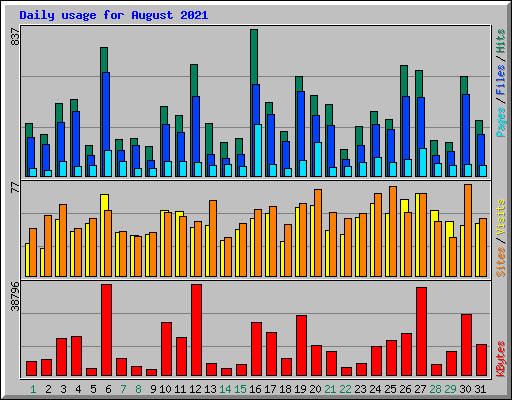 Daily usage for August 2021
837
Pages / Files / Hits
77
Sites / Visits
38796
KBytes
1 2 3 4 5 6 7 8 9 10 11 12 13 14 15 16 17 18 19 20 21 22 23 24 25 26 27 28 29 30 31